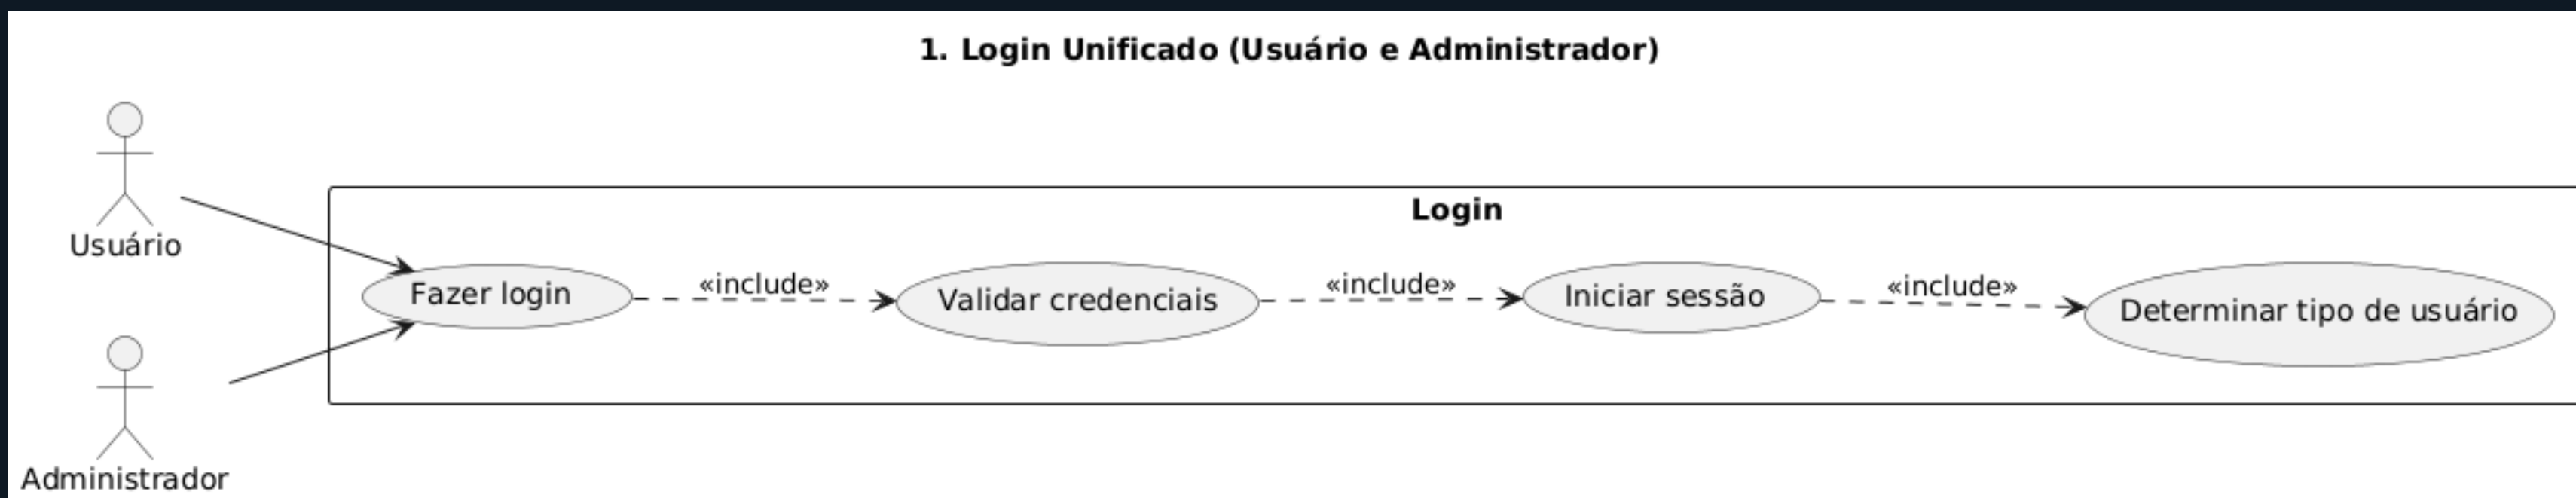 1. Login Unificado (Usuário e Administrador)
Usuário
Login
Fazer login
«include»
Validar credenciais
«include»
Iniciar sessão
«include»
Determinar tipo de usuário
Administrador